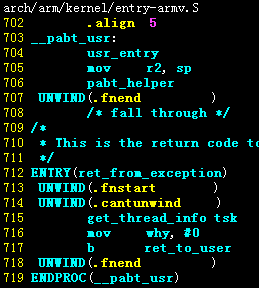 arch/arm/kernel/entry-armv.S
702         .align  5
703 __pabt_usr:
704         usr_entry
705         mov     r2, sp
706         pabt_helper
707  UNWIND(.fnend          )
708         /* fall through */
709 /*
710  * This is the return code to
711  */
712 ENTRY(ret_from_exception)
713  UNWIND(.fnstart        )
714  UNWIND(.cantunwind     )
715         get_thread_info tsk
716         mov     why, #0
717         b       ret_to_user
718  UNWIND(.fnend          )
719 ENDPROC(__pabt_usr)